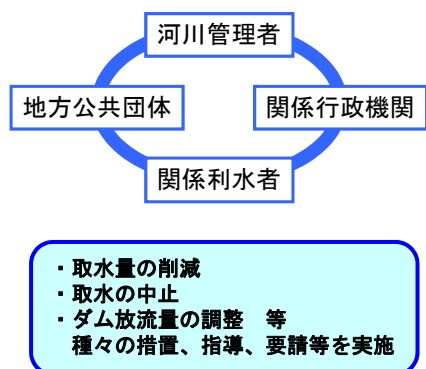 河川管理者
地方公共団体
関係行政機関
関係利水者
・取水量の削減
・取水の中止
・ダム放流量の調整　等
種々の措置、指導、要請等を実施